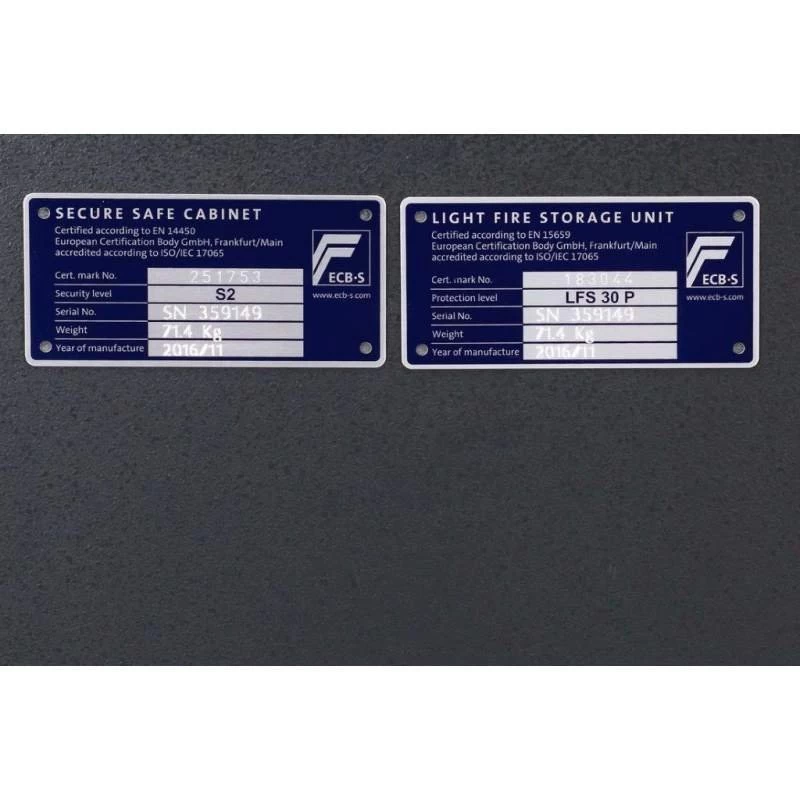 SECURE SAFE CABINET
Certified according to EN 14450
European Certification Body GmbH, Frankfurt/Main
accredited according to ISO/IEC 17065
ECB·S
www.ecb-s.com
Cert. mark No. 251753
Security level S2
Serial No. SN 359149
Weight 71.4 Kg
Year of manufacture 2016/11
LIGHT FIRE STORAGE UNIT
Certified according to EN 15659
European Certification Body GmbH, Frankfurt/Main
accredited according to ISO/IEC 17065
ECB·S
www.ecb-s.com
Cert. mark No. 183044
Protection level LFS 30 P
Serial No. SN 359149
Weight 71.4 Kg
Year of manufacture 2016/11